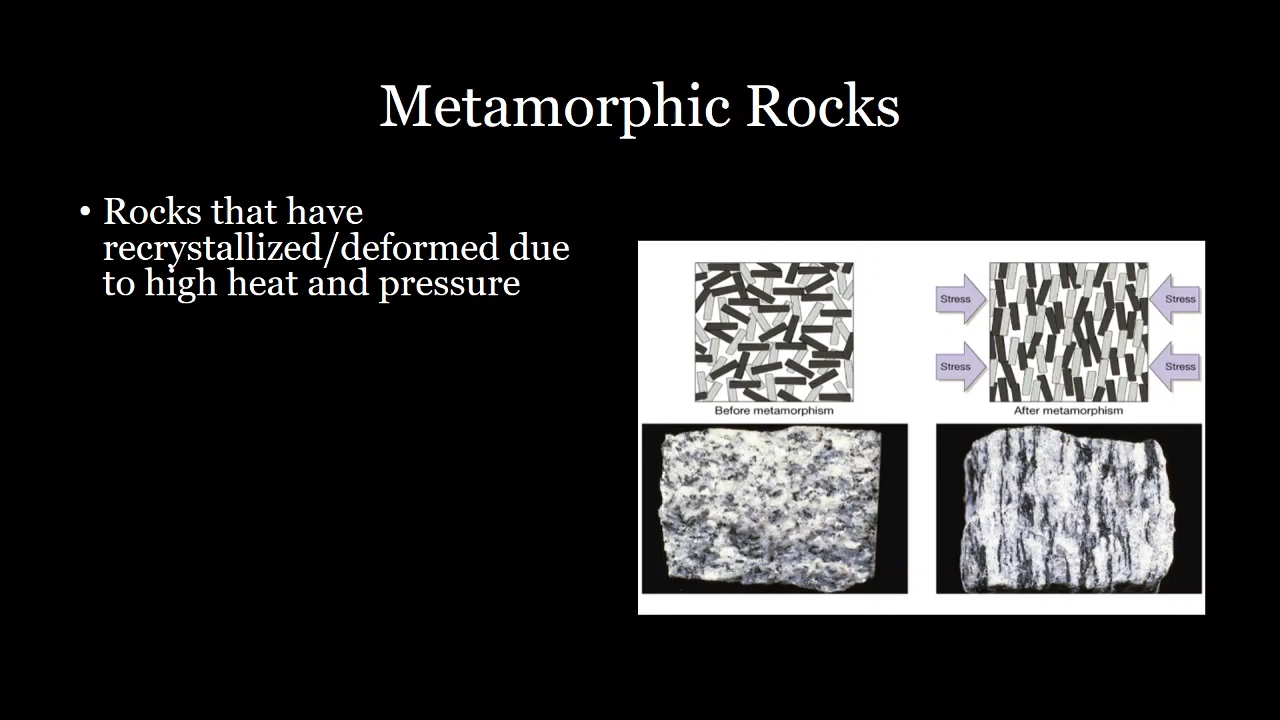 Metamorphic Rocks
• Rocks that have
recrystallized/deformed due
to high heat and pressure
Stress
Stress
Stress
Stress
Before metamorphism
After metamorphism